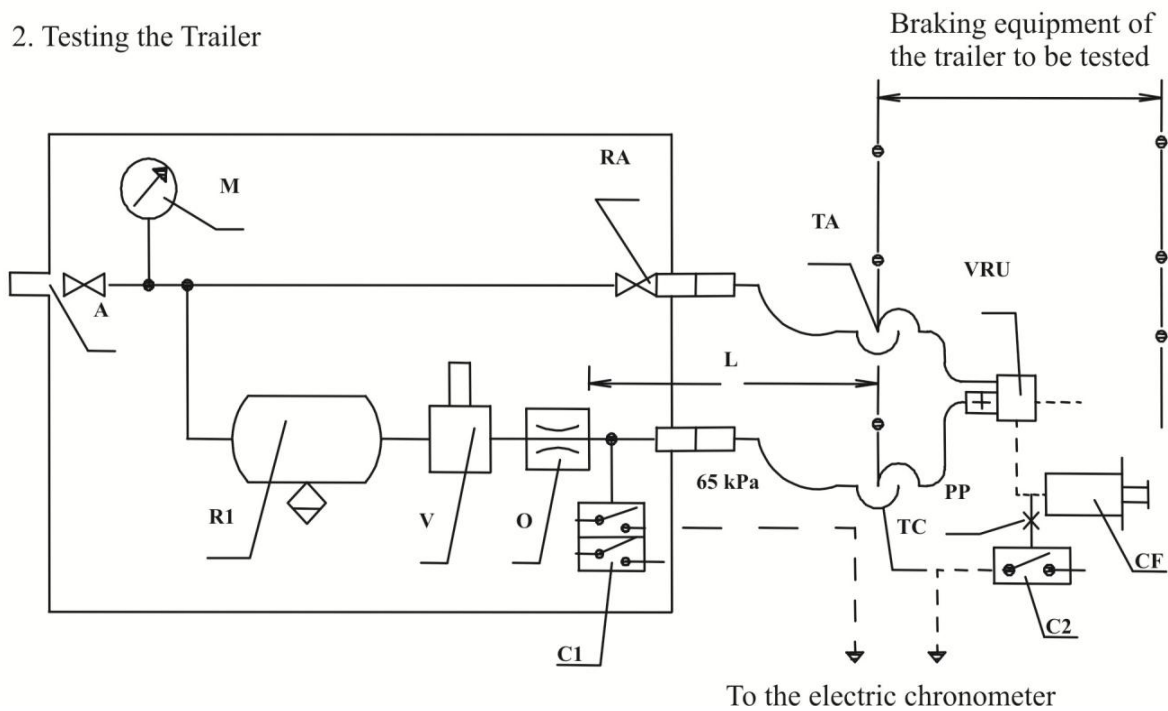 2. Testing the Trailer
Braking equipment of
the trailer to be tested
M
RA
TA
VRU
A
L
R1
V
O
65 kPa
PP
TC
CF
C1
C2
To the electric chronometer